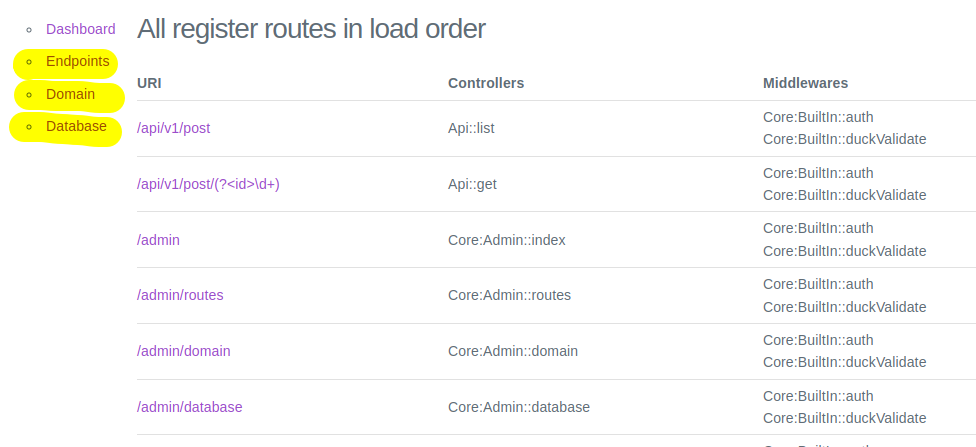 Dashboard
Endpoints
Domain
Database
All register routes in load order
URI Controllers Middlewares
/api/v1/post Api::list Core:BuiltIn::auth
Core:BuiltIn::duckValidate
/api/v1/post/(?<id>\d+) Api::get Core:BuiltIn::auth
Core:BuiltIn::duckValidate
/admin Core:Admin::index Core:BuiltIn::auth
Core:BuiltIn::duckValidate
/admin/routes Core:Admin::routes Core:BuiltIn::auth
Core:BuiltIn::duckValidate
/admin/domain Core:Admin::domain Core:BuiltIn::auth
Core:BuiltIn::duckValidate
/admin/database Core:Admin::database Core:BuiltIn::auth
Core:BuiltIn::duckValidate